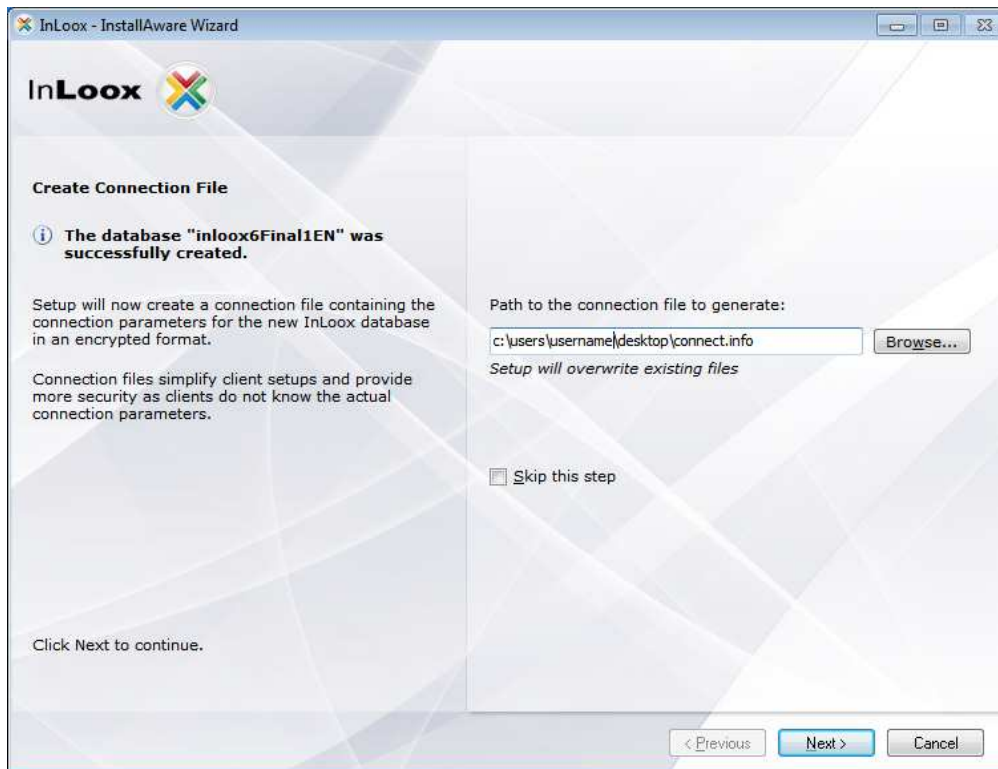 InLoox - InstallAware Wizard
InLoox
Create Connection File
The database "inloox6Final1EN" was
successfully created.
Setup will now create a connection file containing the
connection parameters for the new InLoox database
in an encrypted format.
Connection files simplify client setups and provide
more security as clients do not know the actual
connection parameters.
Click Next to continue.
Path to the connection file to generate:
c:\users\username\desktop\connect.info
Browse...
Setup will overwrite existing files
Skip this step
< Previous
Next >
Cancel